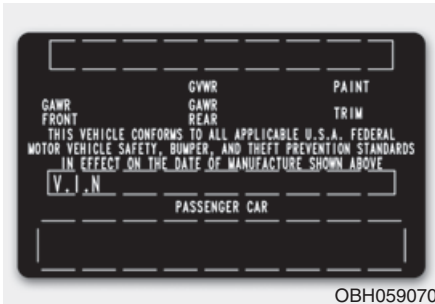 GVWR PAINT
GAWR FRONT GAWR REAR TRIM
THIS VEHICLE CONFORMS TO ALL APPLICABLE U.S.A. FEDERAL
MOTOR VEHICLE SAFETY, BUMPER, AND THEFT PREVENTION STANDARDS
IN EFFECT ON THE DATE OF MANUFACTURE SHOWN ABOVE
V.I.N
PASSENGER CAR
OBH059070